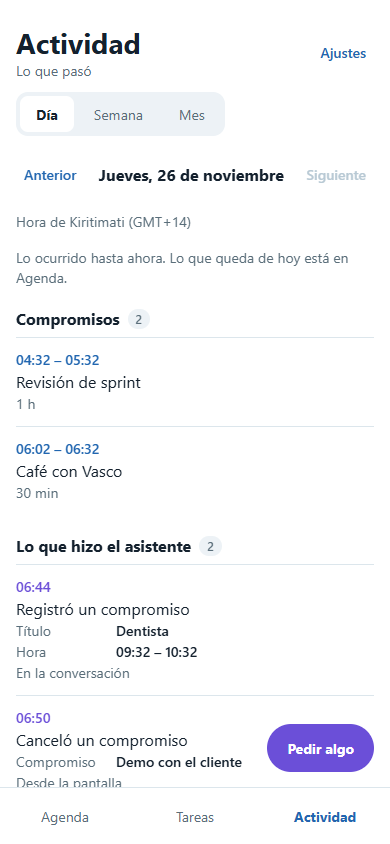 Actividad
Lo que pasó
Ajustes
Día
Semana
Mes
Anterior
Jueves, 26 de noviembre
Siguiente
Hora de Kiritimati (GMT+14)
Lo ocurrido hasta ahora. Lo que queda de hoy está en
Agenda.
Compromisos 2
04:32 – 05:32
Revisión de sprint
1 h
06:02 – 06:32
Café con Vasco
30 min
Lo que hizo el asistente 2
06:44
Registró un compromiso
Título Dentista
Hora 09:32 – 10:32
En la conversación
06:50
Canceló un compromiso
Compromiso Demo con el cliente
Desde la pantalla
Pedir algo
Agenda
Tareas
Actividad